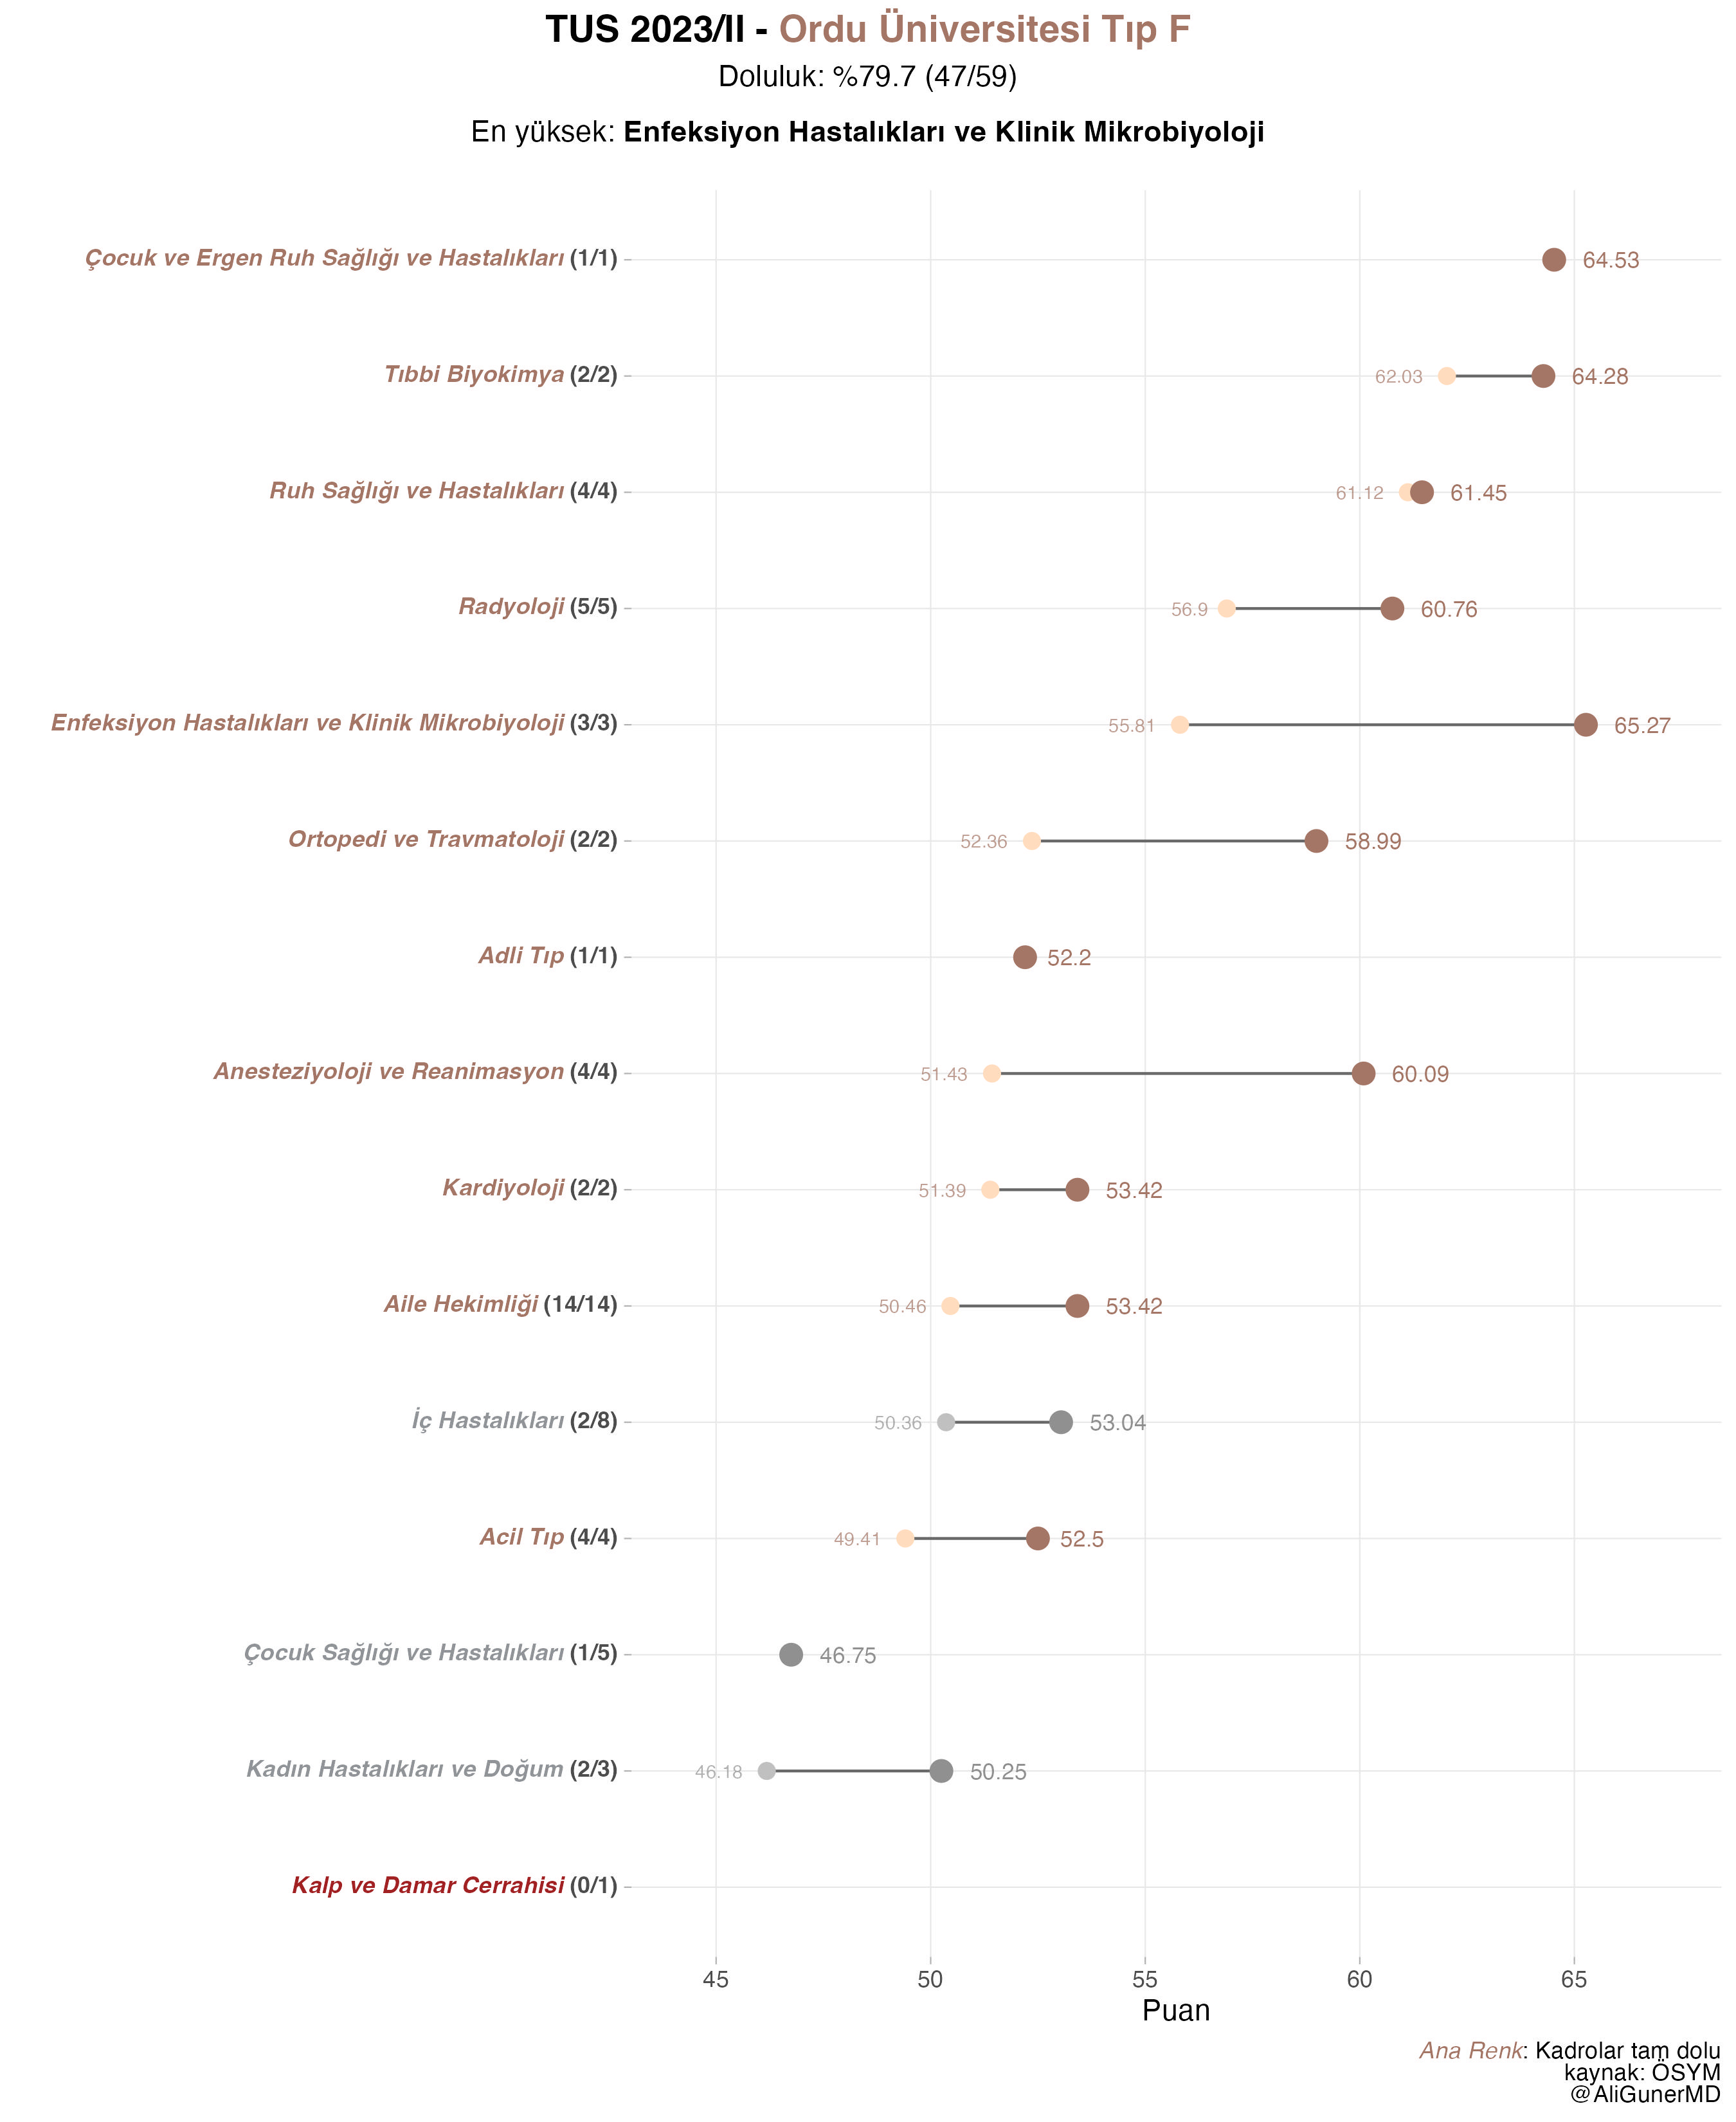 TUS 2023/II - Ordu Üniversitesi Tıp F
Doluluk: %79.7 (47/59)
En yüksek: Enfeksiyon Hastalıkları ve Klinik Mikrobiyoloji
Çocuk ve Ergen Ruh Sağlığı ve Hastalıkları (1/1) 64.53
Tıbbi Biyokimya (2/2) 62.03 64.28
Ruh Sağlığı ve Hastalıkları (4/4) 61.12 61.45
Radyoloji (5/5) 56.9 60.76
Enfeksiyon Hastalıkları ve Klinik Mikrobiyoloji (3/3) 55.81 65.27
Ortopedi ve Travmatoloji (2/2) 52.36 58.99
Adli Tıp (1/1) 52.2
Anesteziyoloji ve Reanimasyon (4/4) 51.43 60.09
Kardiyoloji (2/2) 51.39 53.42
Aile Hekimliği (14/14) 50.46 53.42
İç Hastalıkları (2/8) 50.36 53.04
Acil Tıp (4/4) 49.41 52.5
Çocuk Sağlığı ve Hastalıkları (1/5) 46.75
Kadın Hastalıkları ve Doğum (2/3) 46.18 50.25
Kalp ve Damar Cerrahisi (0/1)
45 50 55 60 65
Puan
Ana Renk: Kadrolar tam dolu
kaynak: ÖSYM
@AliGunerMD